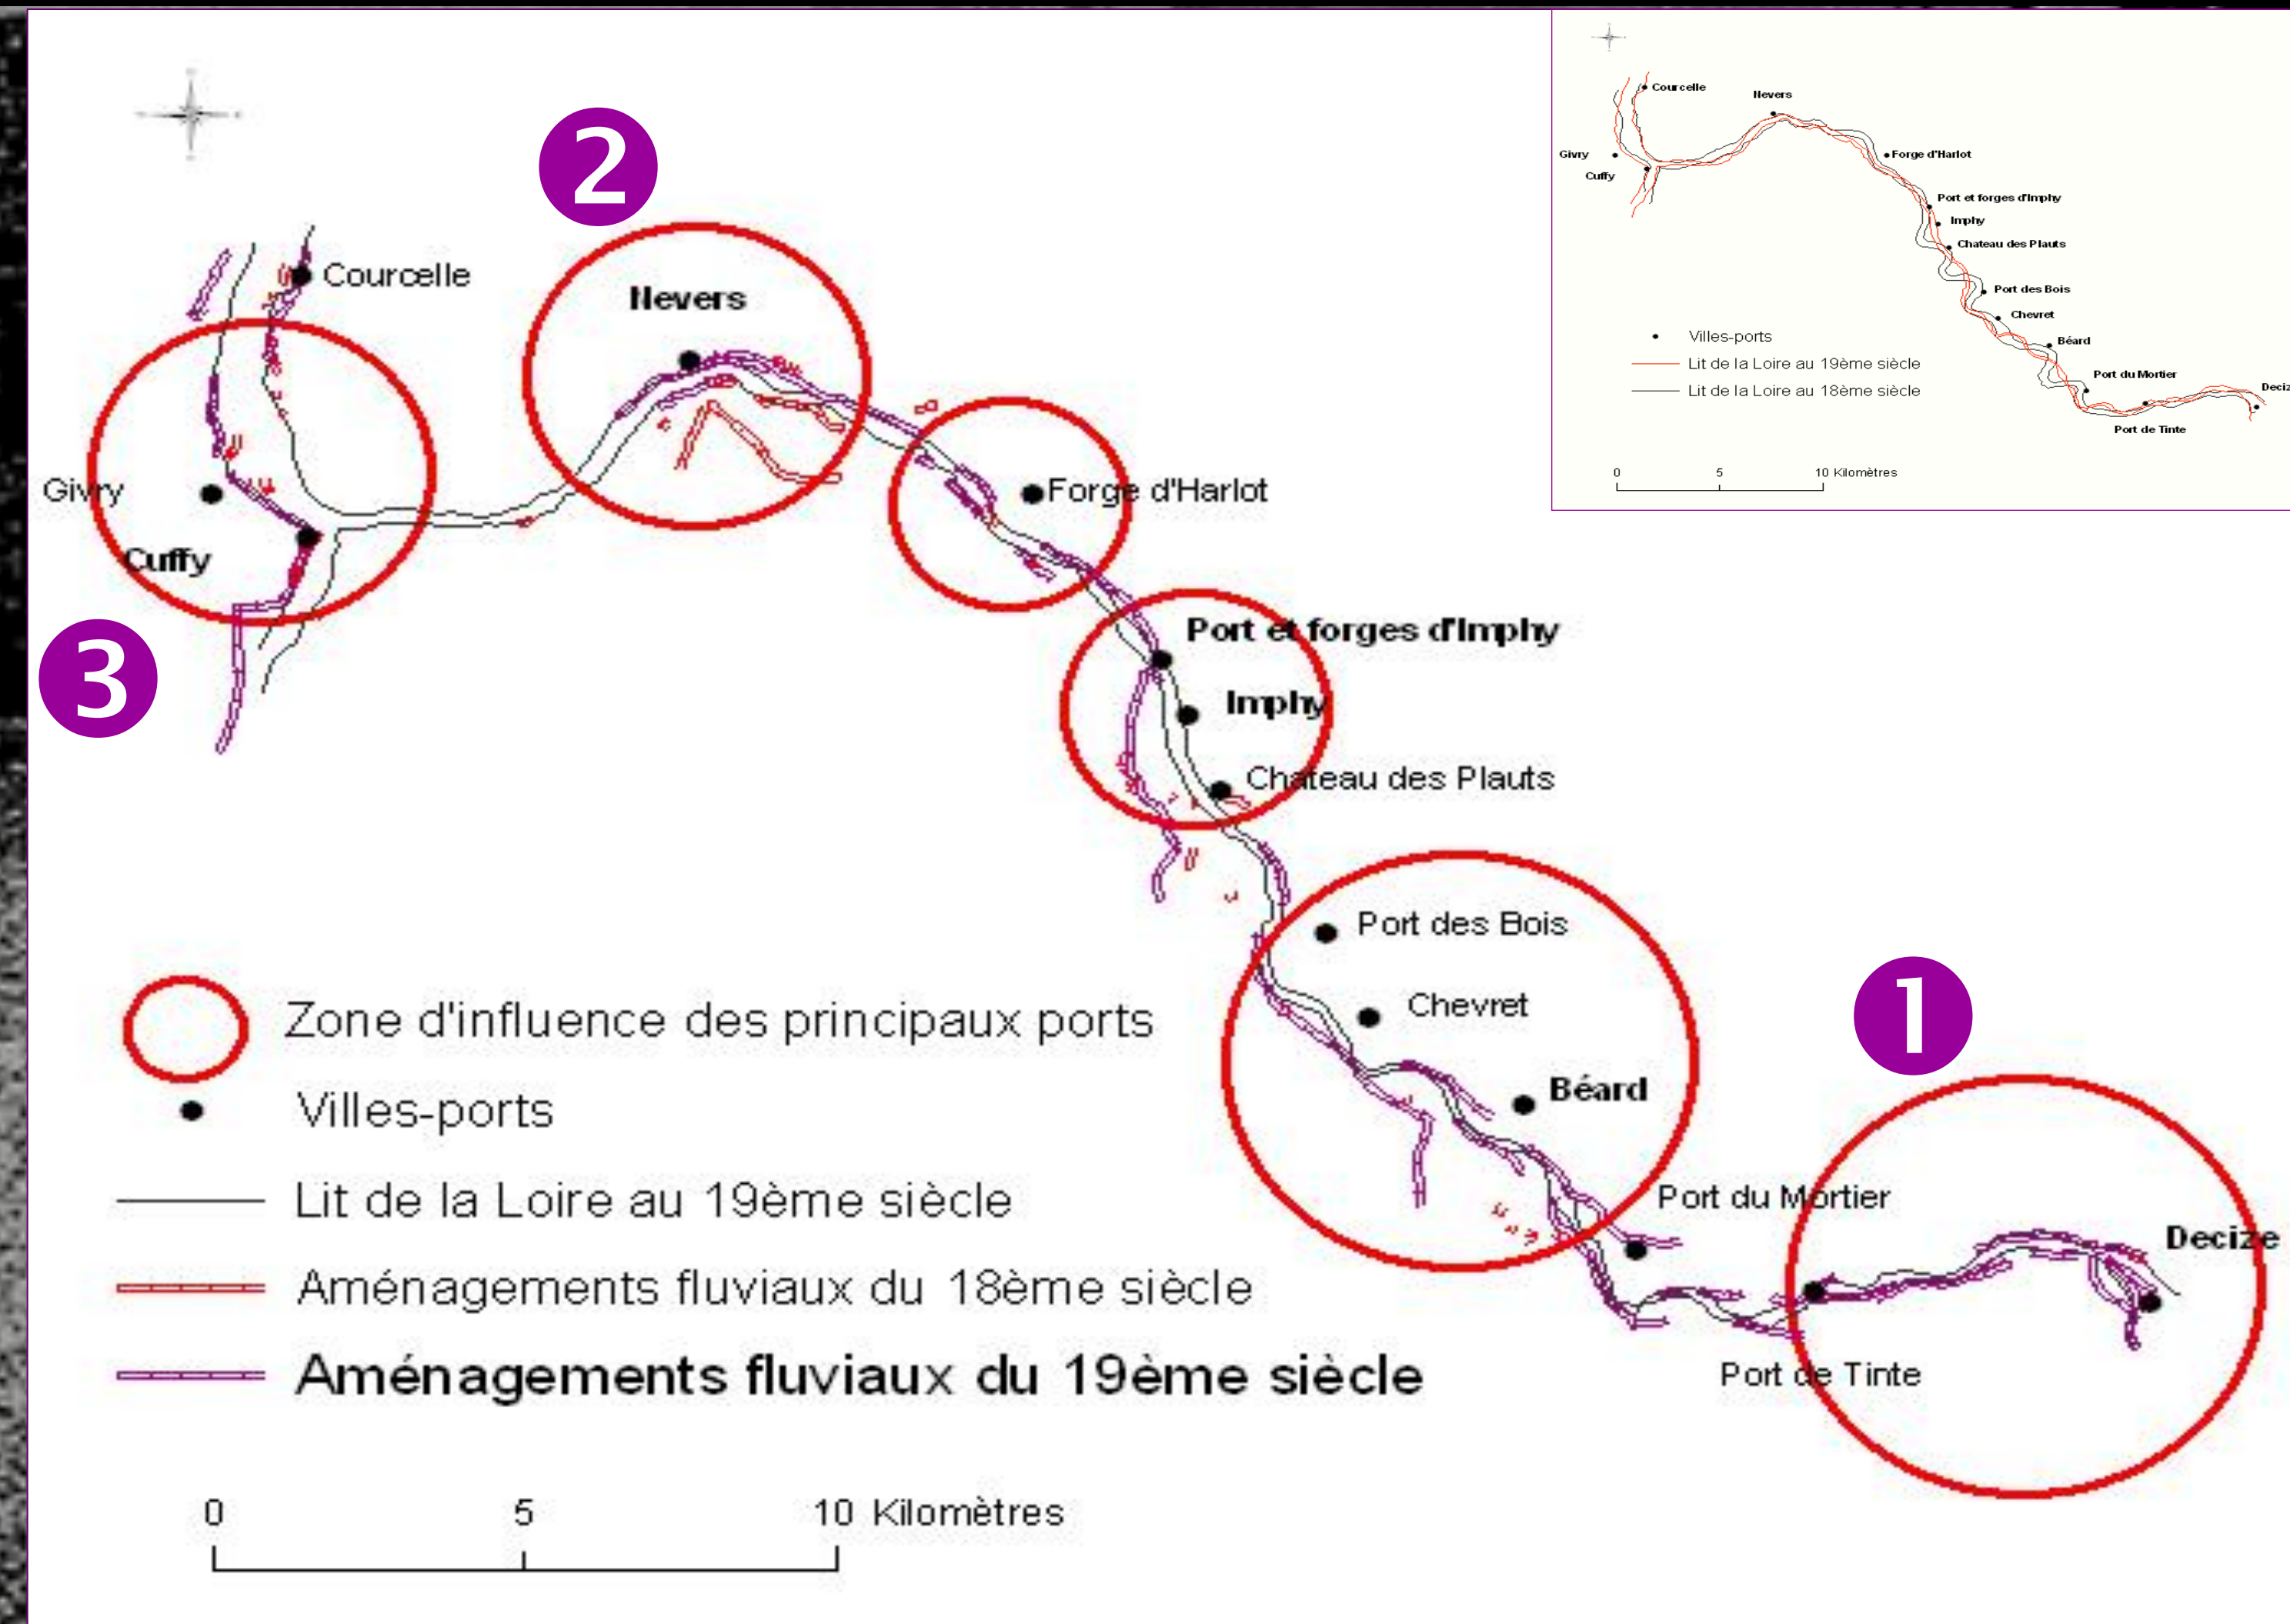 2
Courcelle
Nevers
Givry
Forge d'Harlot
Cuffy
3
Port et forges d'Imphy
Imphy
Chateau des Plauts
Port des Bois
Chevret
1
Béard
Port du Mortier
Decize
Port de Tinte
Zone d'influence des principaux ports
Villes-ports
Lit de la Loire au 19ème siècle
Aménagements fluviaux du 18ème siècle
Aménagements fluviaux du 19ème siècle
0 5 10 Kilomètres
Courcelle
Nevers
Givry
Forge d'Harlot
Cuffy
Port et forges d'Imphy
Imphy
Chateau des Plauts
Port des Bois
Chevret
Béard
Port du Mortier
Port de Tinte
Villes-ports
Lit de la Loire au 19ème siècle
Lit de la Loire au 18ème siècle
0 5 10 Kilomètres